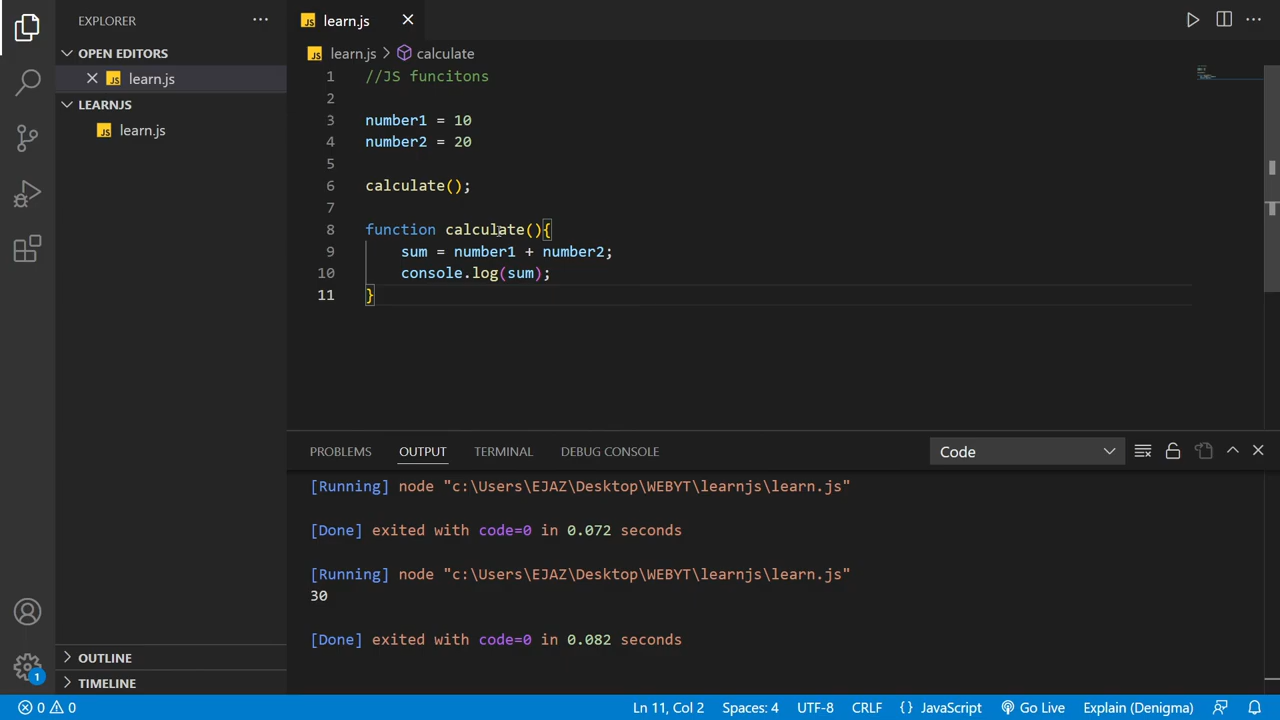 EXPLORER
OPEN EDITORS
JS learn.js
LEARNJS
JS learn.js
OUTLINE
TIMELINE
1
JS learn.js
JS learn.js > calculate
1 //JS funcitons
2
3 number1 = 10
4 number2 = 20
5
6 calculate();
7
8 function calculate(){
9 sum = number1 + number2;
10 console.log(sum);
11 }
PROBLEMS OUTPUT TERMINAL DEBUG CONSOLE Code
[Running] node "c:\Users\EJAZ\Desktop\WEBYT\learnjs\learn.js"
[Done] exited with code=0 in 0.072 seconds
[Running] node "c:\Users\EJAZ\Desktop\WEBYT\learnjs\learn.js"
30
[Done] exited with code=0 in 0.082 seconds
0 0 Ln 11, Col 2 Spaces: 4 UTF-8 CRLF {} JavaScript Go Live Explain (Denigma)